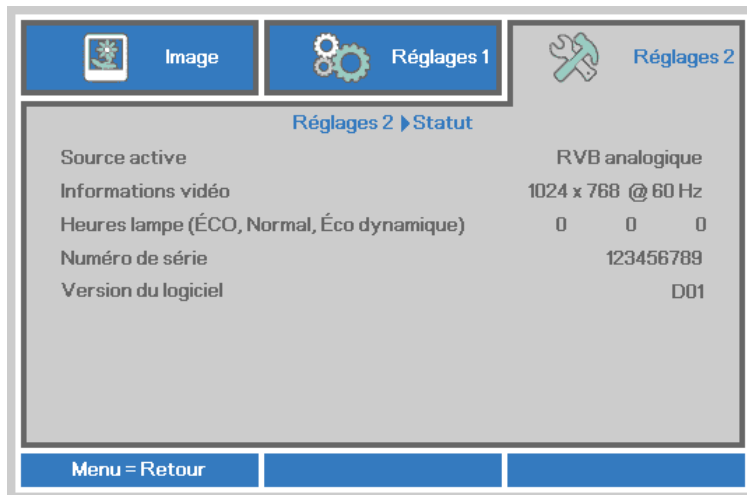 Image Réglages 1 Réglages 2
Réglages 2 ▶ Statut
Source active RVB analogique
Informations vidéo 1024 x 768 @ 60 Hz
Heures lampe (ÉCO, Normal, Éco dynamique) 0 0 0
Numéro de série 123456789
Version du logiciel D01
Menu = Retour